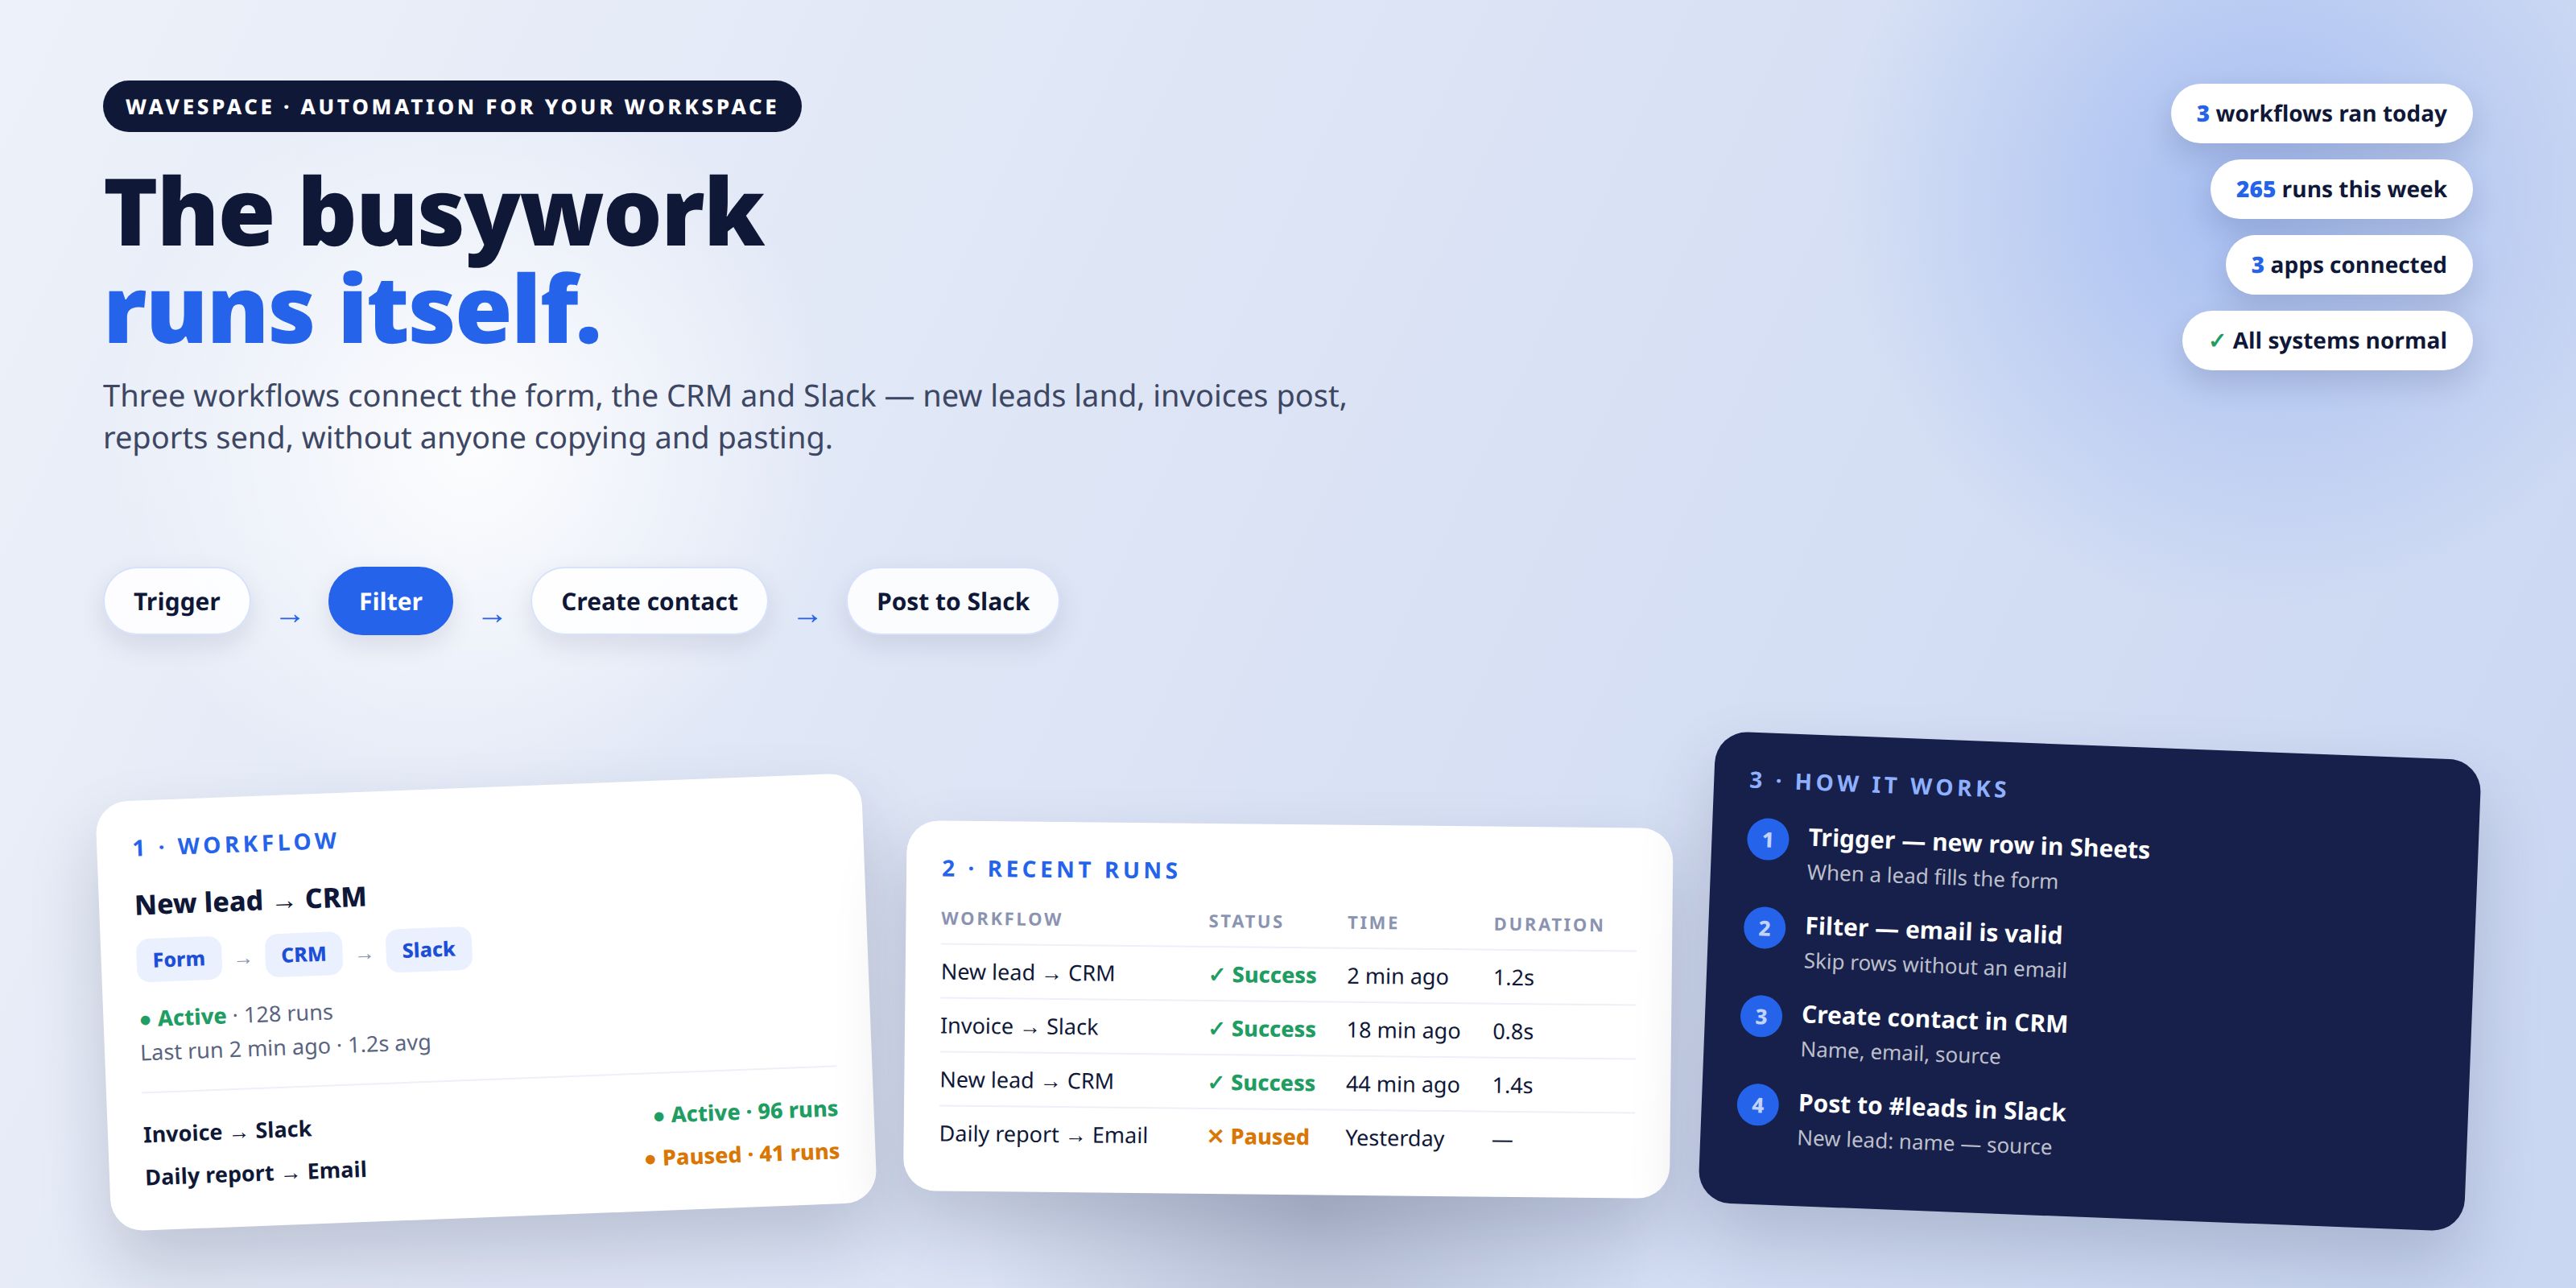 WAVESPACE · AUTOMATION FOR YOUR WORKSPACE
The busywork
runs itself.
Three workflows connect the form, the CRM and Slack — new leads land, invoices post,
reports send, without anyone copying and pasting.
3 workflows ran today
265 runs this week
3 apps connected
✓ All systems normal
Trigger → Filter → Create contact → Post to Slack
1 · WORKFLOW
New lead → CRM
Form → CRM → Slack
● Active · 128 runs
Last run 2 min ago · 1.2s avg
Invoice → Slack ● Active · 96 runs
Daily report → Email ● Paused · 41 runs
2 · RECENT RUNS
WORKFLOW STATUS TIME DURATION
New lead → CRM ✓ Success 2 min ago 1.2s
Invoice → Slack ✓ Success 18 min ago 0.8s
New lead → CRM ✓ Success 44 min ago 1.4s
Daily report → Email ✕ Paused Yesterday —
3 · HOW IT WORKS
1 Trigger — new row in Sheets
When a lead fills the form
2 Filter — email is valid
Skip rows without an email
3 Create contact in CRM
Name, email, source
4 Post to #leads in Slack
New lead: name — source